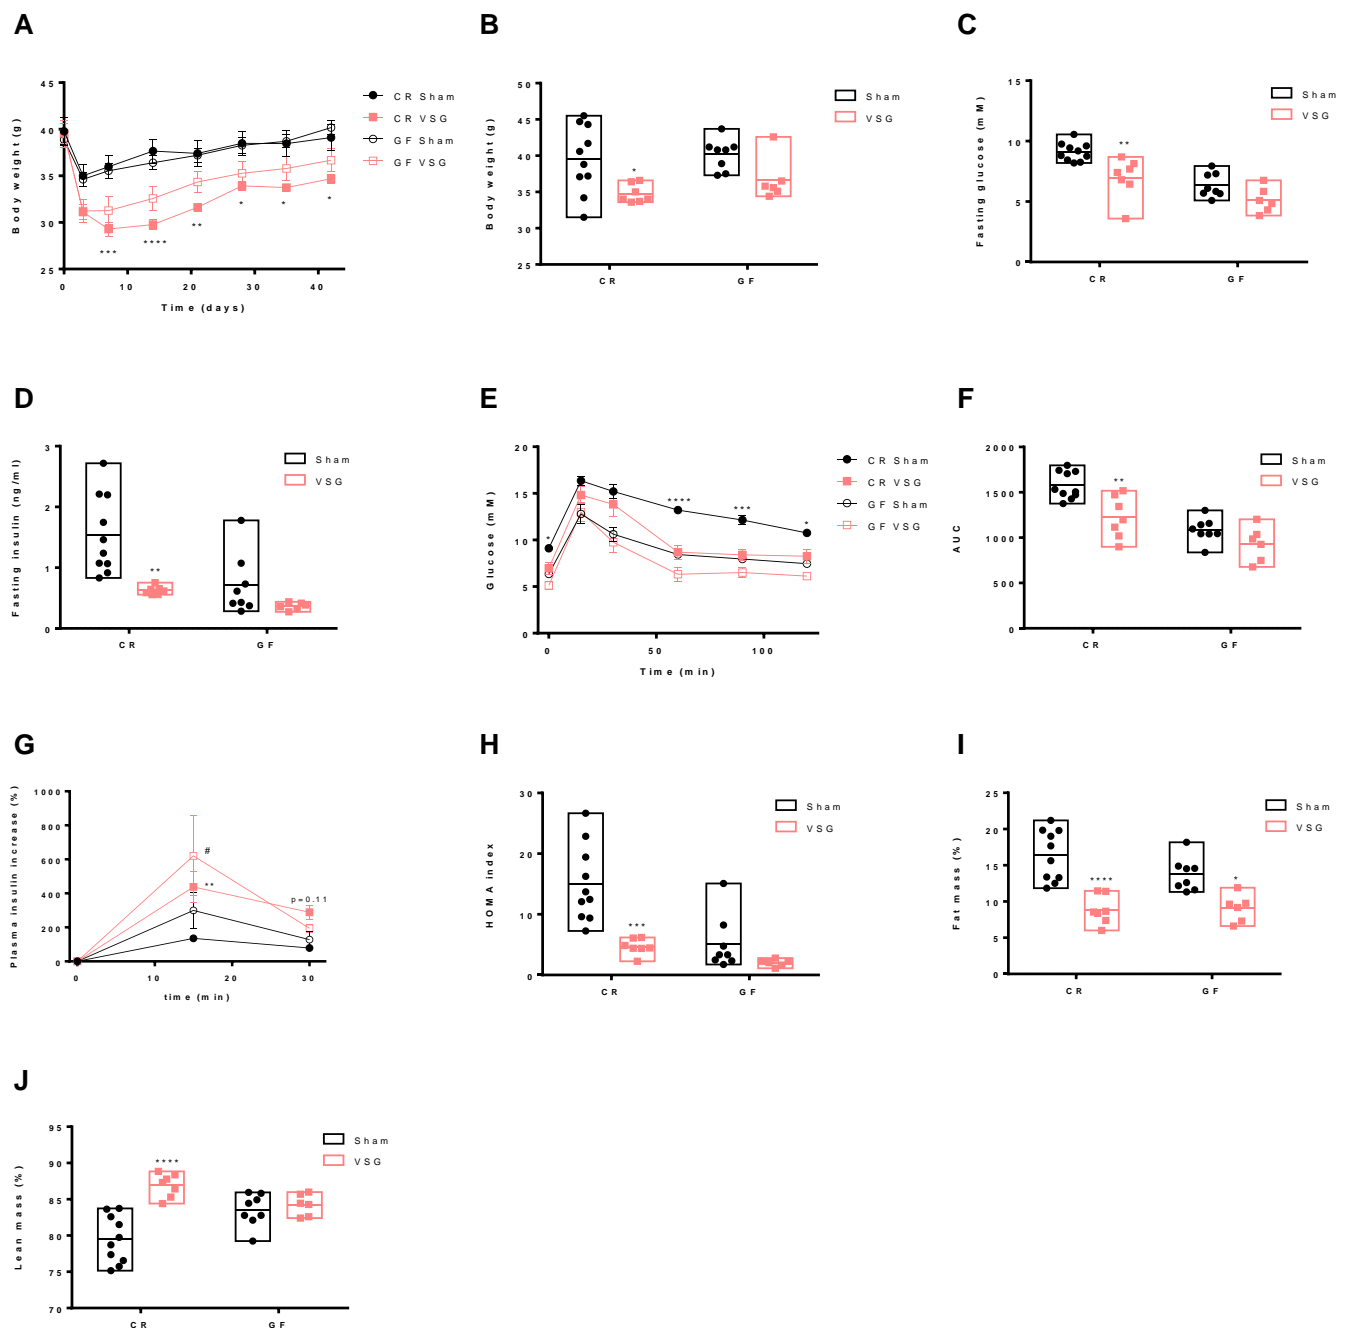 A
B
C
Body weight (g)
45
40
35
30
25
0
10
20
30
40
Time (days)
***
****
**
*
*
*
CR Sham
CR VSG
GF Sham
GF VSG
Body weight (g)
50
45
40
35
30
25
*
CR
GF
Sham
VSG
Fasting glucose (mM)
15
10
5
0
**
CR
GF
Sham
VSG
D
E
F
Fasting insulin (ng/ml)
3
2
1
0
**
CR
GF
Sham
VSG
Glucose (mM)
20
15
10
5
0
0
50
100
Time (min)
*
****
***
*
CR Sham
CR VSG
GF Sham
GF VSG
AUC
2000
1500
1000
500
0
**
CR
GF
Sham
VSG
G
H
I
Plasma insulin increase (%)
1000
800
600
400
200
0
0
10
20
30
time (min)
#
**
p=0.11
HOMA index
30
20
10
0
***
CR
GF
Sham
VSG
Fat mass (%)
25
20
15
10
5
0
****
*
CR
GF
Sham
VSG
J
Lean mass (%)
95
90
85
80
75
70
****
CR
GF
Sham
VSG